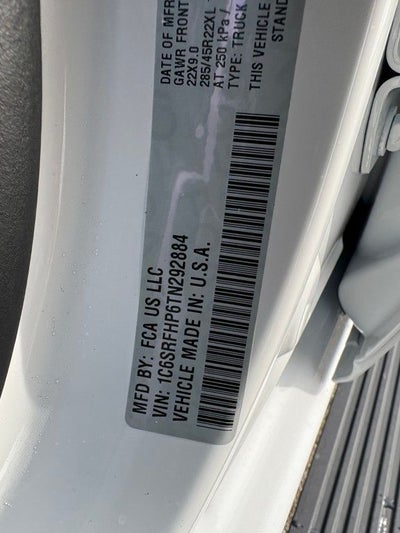 DATE OF MFR
GAWR FRONT
22X9.0
285/45R22XL
AT 250 kPa /
TYPE: TRUCK
THIS VEHICLE
STAND
MFD BY: FCA US LLC
VIN: 1C6SRFHP6TN292884
VEHICLE MADE IN: U.S.A.